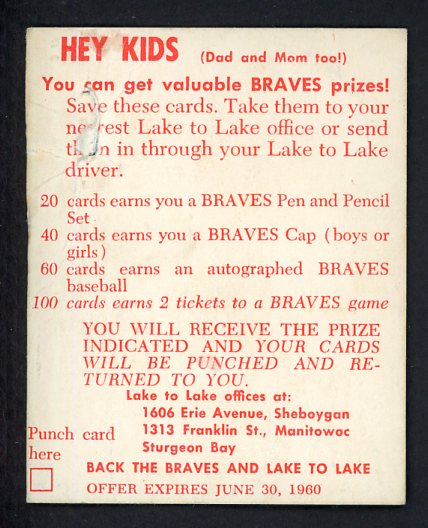 HEY KIDS (Dad and Mom too!)
You can get valuable BRAVES prizes!
Save these cards. Take them to your
nearest Lake to Lake office or send
them in through your Lake to Lake
driver.
20 cards earns you a BRAVES Pen and Pencil
Set
40 cards earns you a BRAVES Cap (boys or
girls)
60 cards earns an autographed BRAVES
baseball
100 cards earns 2 tickets to a BRAVES game
YOU WILL RECEIVE THE PRIZE
INDICATED AND YOUR CARDS
WILL BE PUNCHED AND RE-
TURNED TO YOU.
Lake to Lake offices at:
1606 Erie Avenue, Sheboygan
1313 Franklin St., Manitowoc
Sturgeon Bay
Punch card
here
BACK THE BRAVES AND LAKE TO LAKE
OFFER EXPIRES JUNE 30, 1960